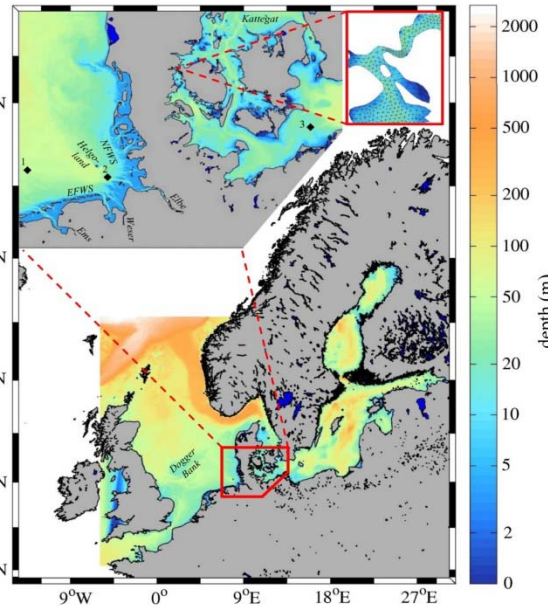 Kattegat
1
2
3
NFWS
Helgo-
land
EFWS
Ems
Weser
Elbe
Dogger
Bank
N
N
N
N
N
9°W
0°
9°E
18°E
27°E
2000
1000
500
200
100
50
20
10
5
2
0
depth (m)